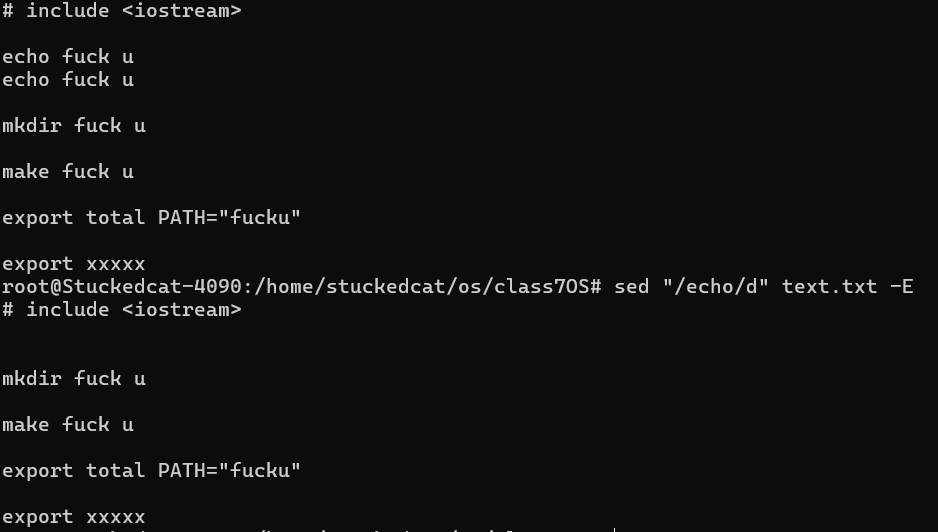 # include <iostream>
echo fuck u
echo fuck u
mkdir fuck u
make fuck u
export total PATH="fucku"
export xxxxx
root@Stuckedcat-4090:/home/stuckedcat/os/class7OS# sed "/echo/d" text.txt -E
# include <iostream>
mkdir fuck u
make fuck u
export total PATH="fucku"
export xxxxx